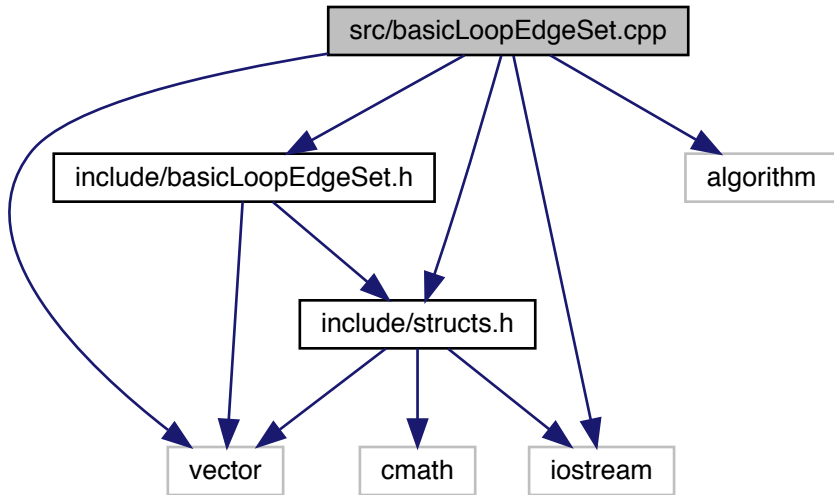 src/basicLoopEdgeSet.cpp
include/basicLoopEdgeSet.h
algorithm
include/structs.h
vector
cmath
iostream